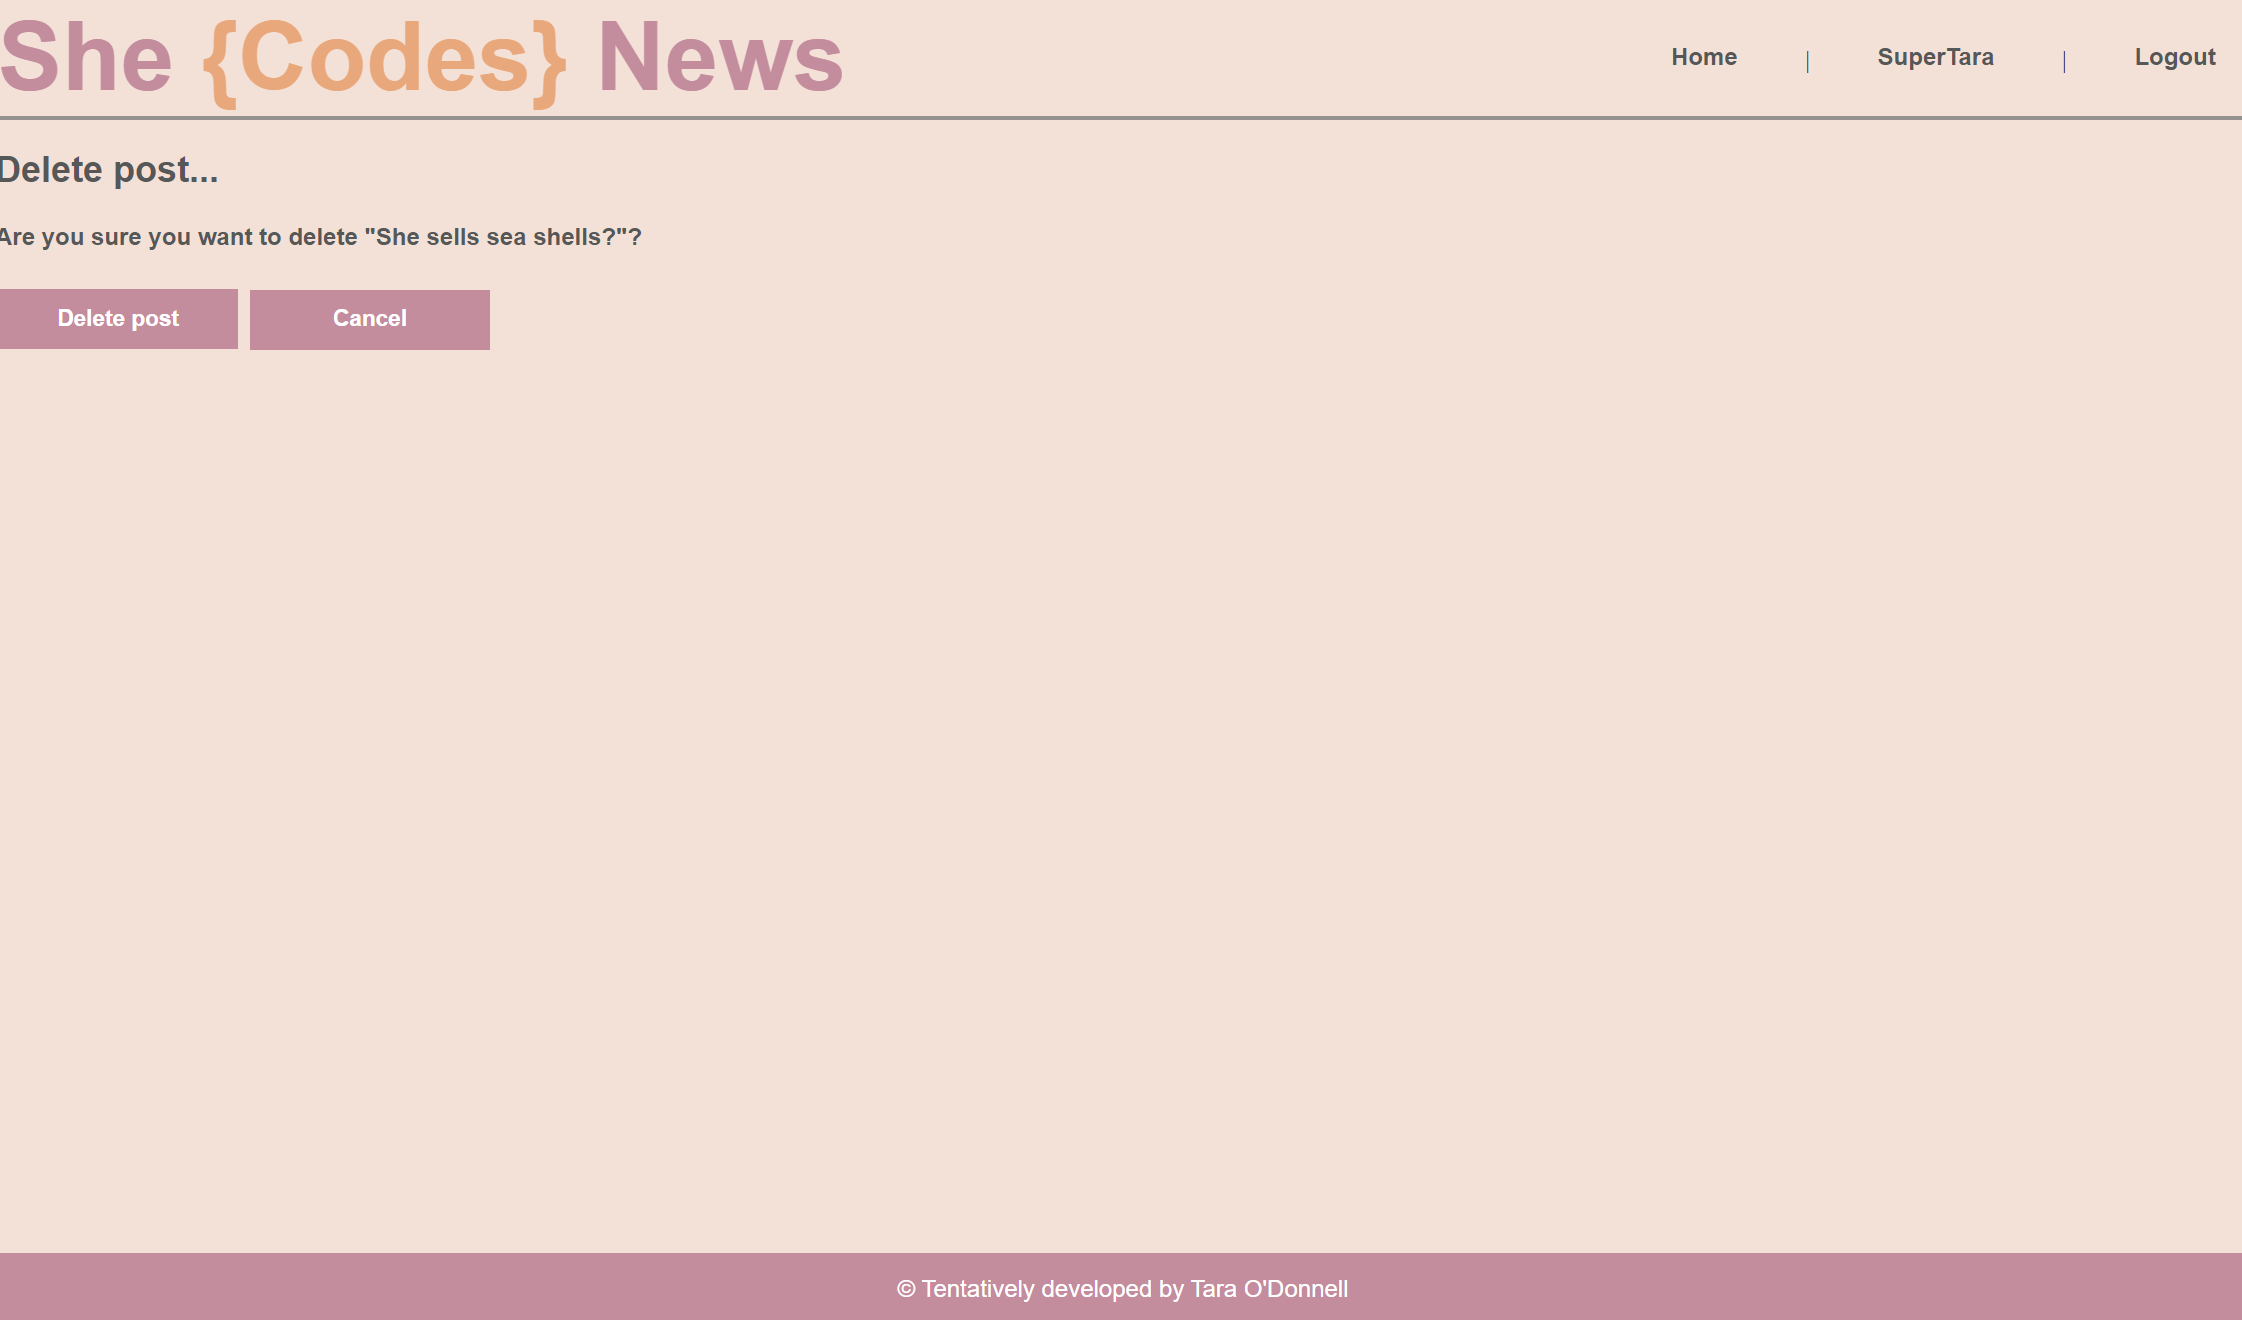 She {Codes} News
Home | SuperTara | Logout
Delete post...
Are you sure you want to delete "She sells sea shells?"?
Delete post Cancel
© Tentatively developed by Tara O'Donnell